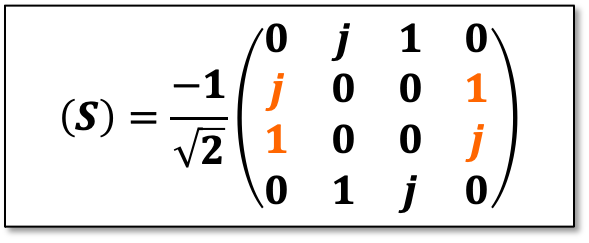 (S) = −1/√2 (
0 j 1 0
j 0 0 1
1 0 0 j
0 1 j 0
)